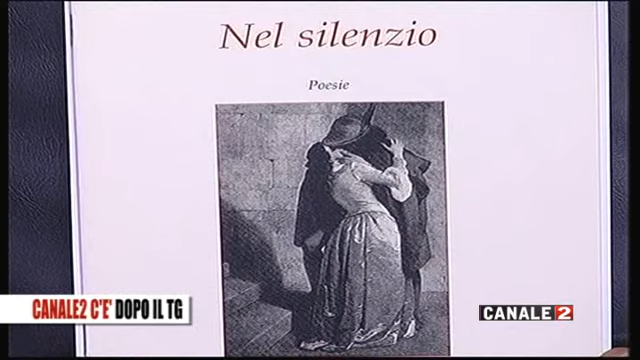 Nel silenzio
Poesie
CANALE2 C'E' DOPO IL TG
CANALE 2